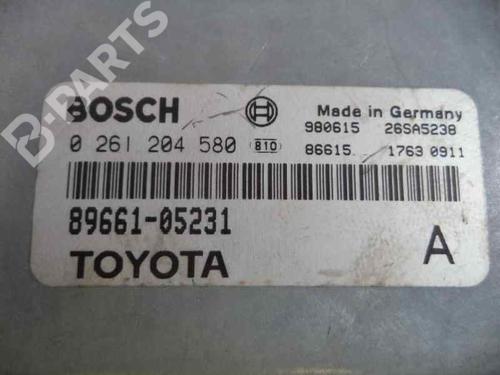 B-PARTS
BOSCH
Made in Germany
980615 26SA5238
0 261 204 580 810
86615. 1763 0911
89661-05231
TOYOTA
A